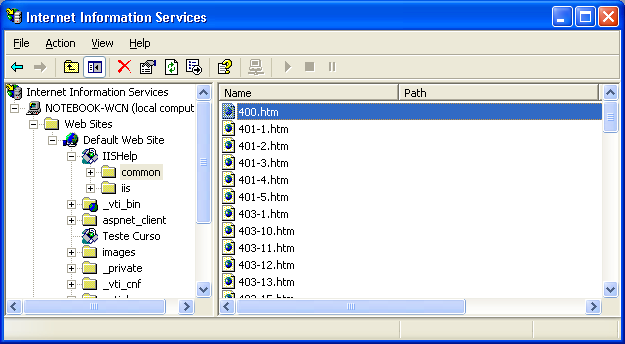 Internet Information Services
File Action View Help
Internet Information Services
NOTEBOOK-WCN (local comput
Web Sites
Default Web Site
IISHelp
common
iis
_vti_bin
aspnet_client
Teste Curso
images
_private
_vti_cnf
Name Path
400.htm
401-1.htm
401-2.htm
401-3.htm
401-4.htm
401-5.htm
403-1.htm
403-10.htm
403-11.htm
403-12.htm
403-13.htm
403-15.htm